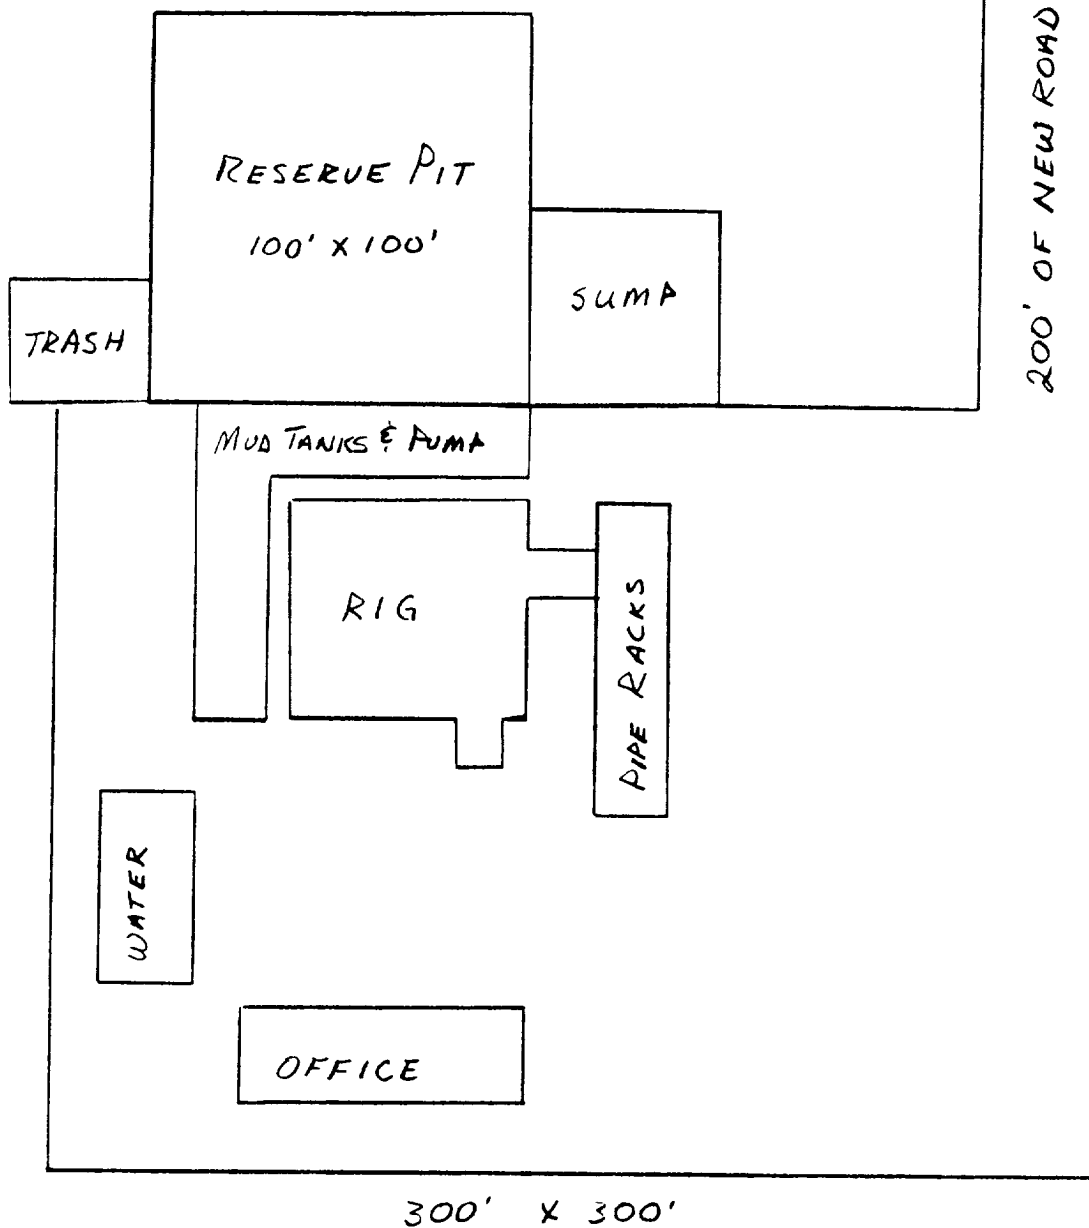 RESERVE PIT
100' X 100'
SUMP
TRASH
200' OF NEW ROAD
MUD TANKS & PUMP
RIG
PIPE RACKS
WATER
OFFICE
300' X 300'